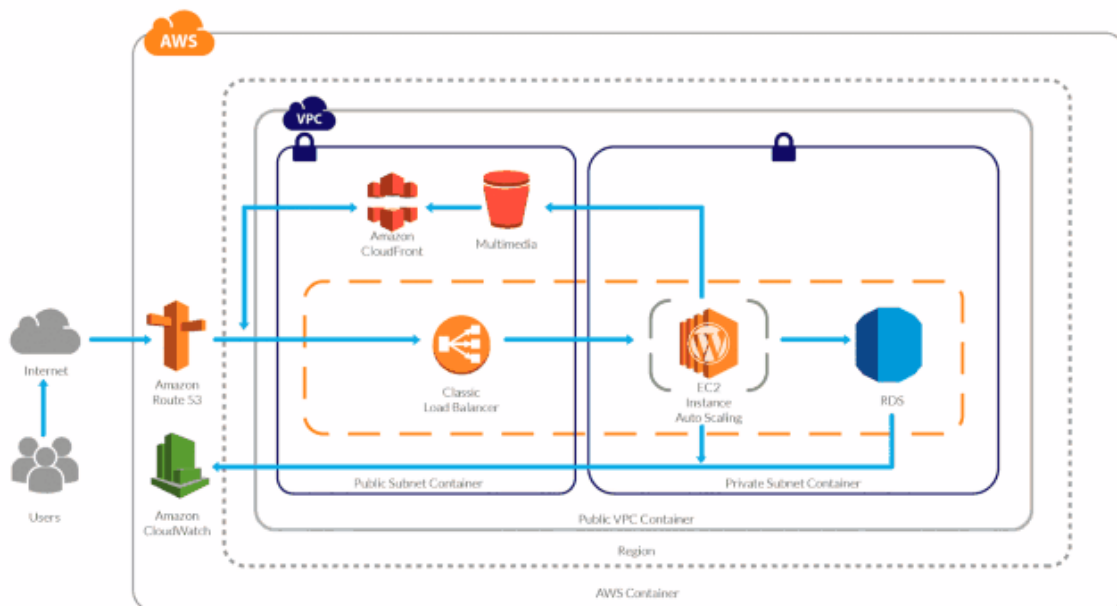 AWS
VPC
Amazon
CloudFront
Multimedia
Internet
Amazon
Route 53
Classic
Load Balancer
EC2
Instance
Auto Scaling
RDS
Users
Amazon
CloudWatch
Public Subnet Container
Private Subnet Container
Public VPC Container
Region
AWS Container